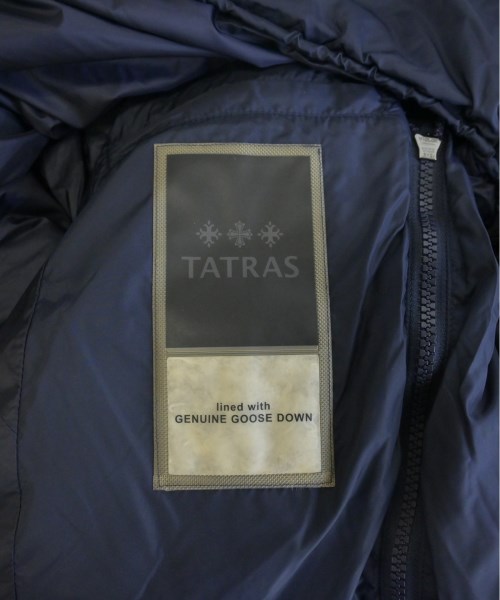 TATRAS
lined with
GENUINE GOOSE DOWN